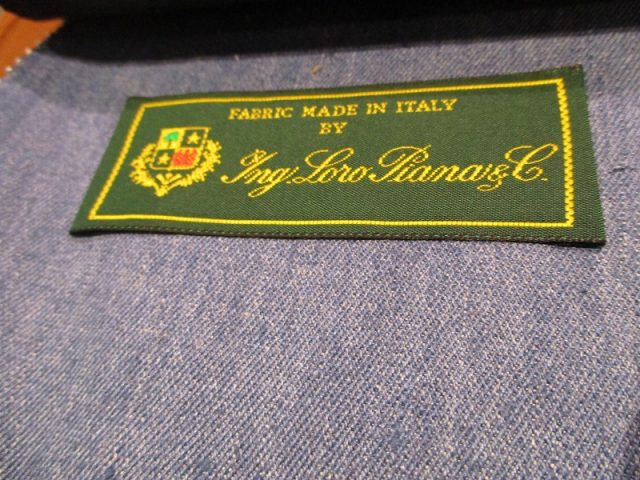 FABRIC MADE IN ITALY
BY
Ing. Loro Piana & C.